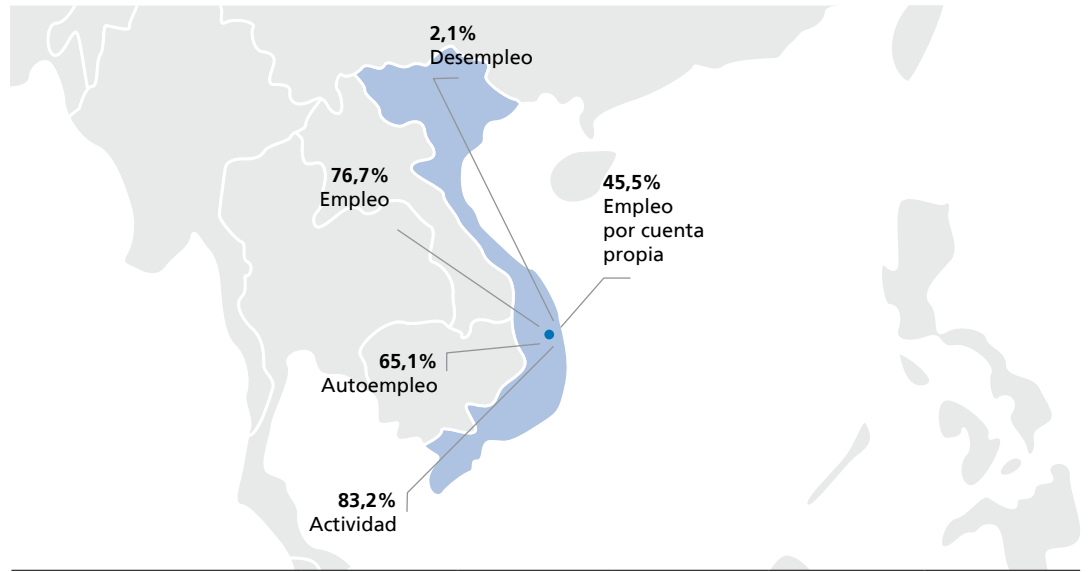 2,1%
Desempleo
76,7%
Empleo
45,5%
Empleo
por cuenta
propia
65,1%
Autoempleo
83,2%
Actividad